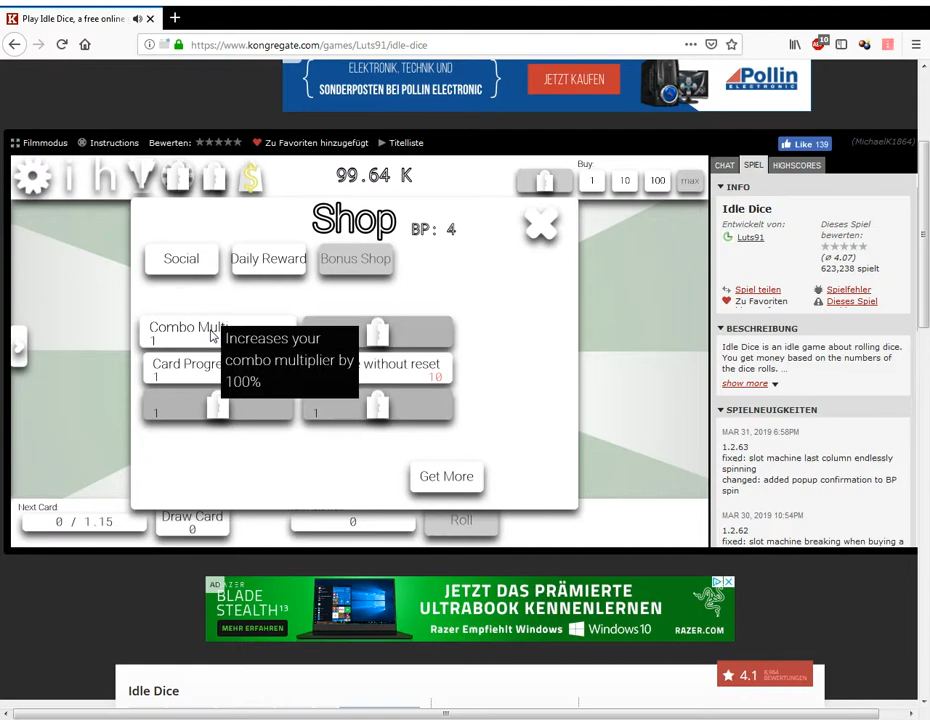 Play Idle Dice, a free online
https://www.kongregate.com/games/Luts91/idle-dice
10
ELEKTRONIK, TECHNIK UND
SONDERPOSTEN BEI POLLIN ELECTRONIC
JETZT KAUFEN
Pollin
ELECTRONIC
Filmmodus
Instructions
Bewerten:
Zu Favoriten hinzugefügt
Titelliste
Like 139
(MichaelK1864)
99.64 K
Buy:
1
10
100
max
CHAT
SPIEL
HIGHSCORES
Shop
BP: 4
Social
Daily Reward
Bonus Shop
Combo Multi
1
Increases your
combo multiplier by
100%
Card Progre
1
without reset
10
1
1
Get More
Next Card
0 / 1.15
Draw Card
0
0
Roll
INFO
Idle Dice
Entwickelt von:
Luts91
Dieses Spiel
bewerten:
(ø 4.07)
623,238 spielt
Spiel teilen
Spielfehler
Zu Favoriten
Dieses Spiel
BESCHREIBUNG
Idle Dice is an idle game about rolling dice.
You get money based on the numbers of
the dice rolls. ...
show more
SPIELNEUIGKEITEN
MAR 31, 2019 6:58PM
1.2.63
fixed: slot machine last column endlessly
spinning
changed: added popup confirmation to BP
spin
MAR 30, 2019 10:54PM
1.2.62
fixed: slot machine breaking when buying a
AD
RAZER
BLADE
STEALTH 13
MEHR ERFAHREN
JETZT DAS PRÄMIERTE
ULTRABOOK KENNENLERNEN
Razer Empfiehlt Windows
Windows10
RAZER.COM
Idle Dice
4.1
BEWERTUNGEN